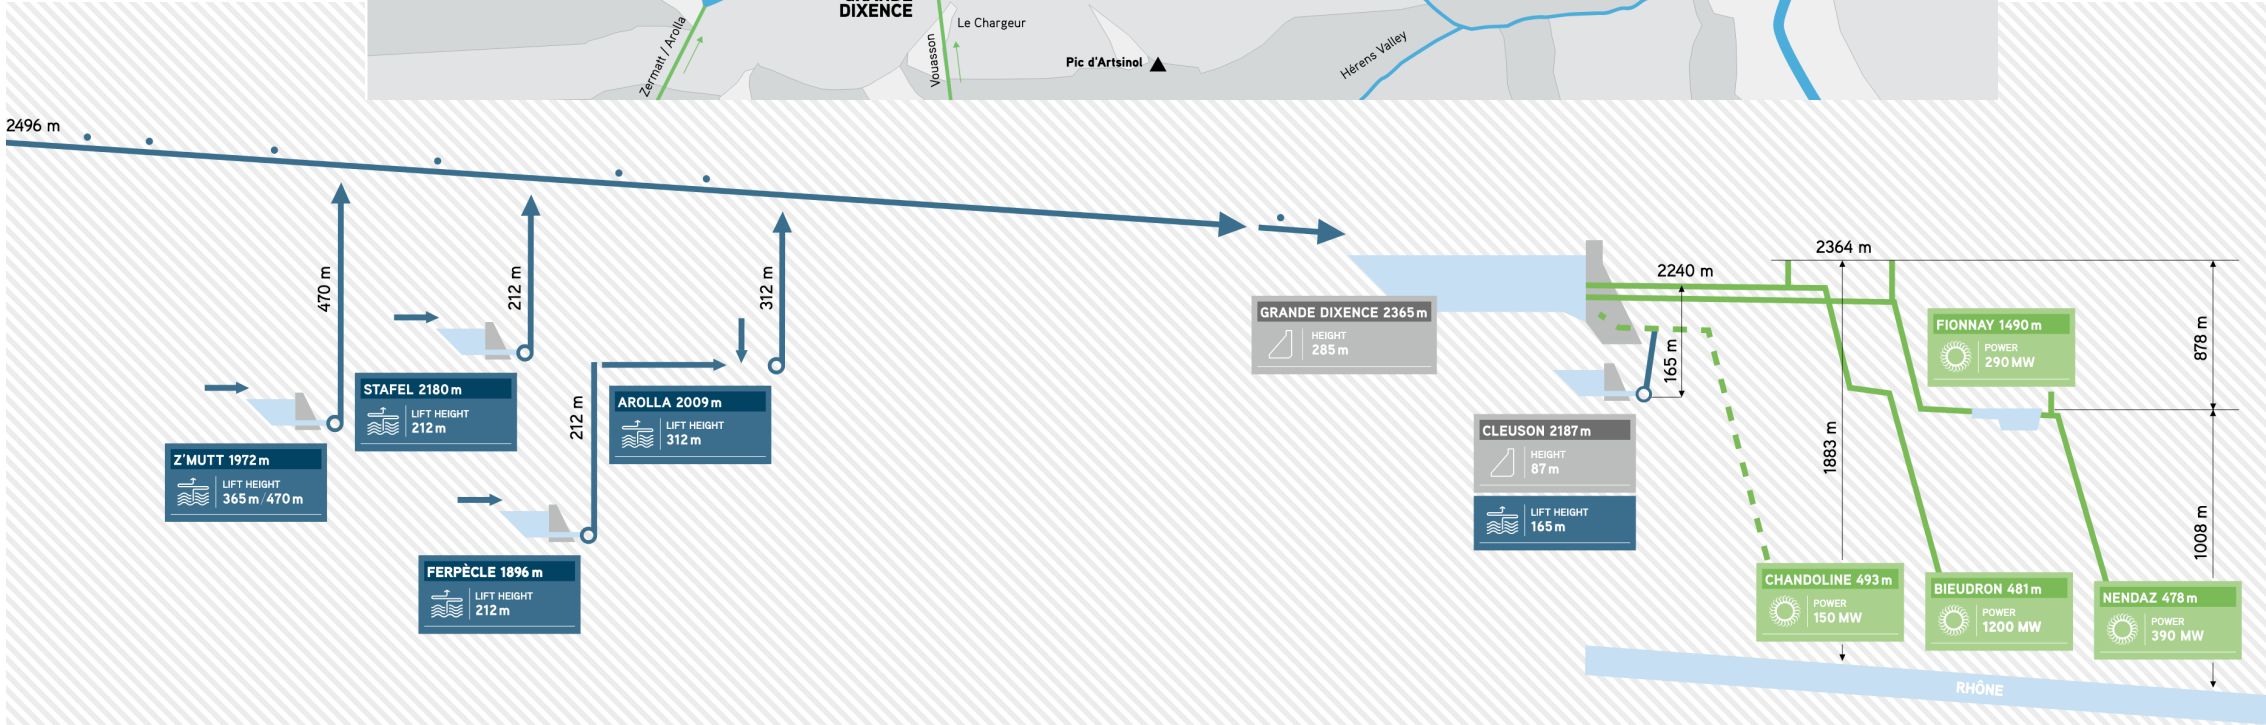 GRANDE
DIXENCE
Le Chargeur
Zermatt / Arolla
Vouasson
Pic d'Artsinol
Hérens Valley
2496 m
470 m
212 m
312 m
212 m
STAFEL 2180 m
LIFT HEIGHT
212 m
AROLLA 2009 m
LIFT HEIGHT
312 m
Z'MUTT 1972 m
LIFT HEIGHT
365 m/470 m
FERPÈCLE 1896 m
LIFT HEIGHT
212 m
GRANDE DIXENCE 2365 m
HEIGHT
285 m
2240 m
2364 m
165 m
CLEUSON 2187 m
HEIGHT
87 m
LIFT HEIGHT
165 m
1883 m
FIONNAY 1490 m
POWER
290 MW
878 m
1008 m
CHANDOLINE 493 m
POWER
150 MW
BIEUDRON 481 m
POWER
1200 MW
NENDAZ 478 m
POWER
390 MW
RHÔNE